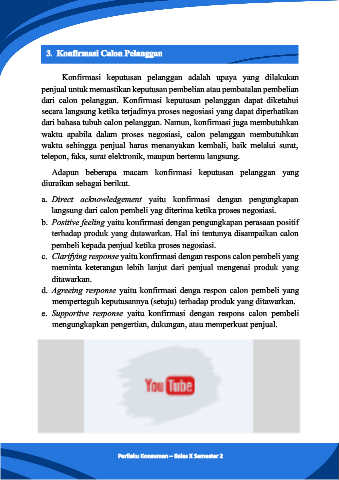 3. Konfirmasi Calon Pelanggan
Konfirmasi keputusan pelanggan adalah upaya yang dilakukan
penjual untuk memastikan keputusan pembelian atau pembatalan pembelian
dari calon pelanggan. Konfirmasi keputusan pelanggan dapat diketahui
secara langsung ketika terjadinya proses negosiasi yang dapat diperhatikan
dari bahasa tubuh calon pelanggan. Namun, konfirmasi juga membutuhkan
waktu apabila dalam proses negosiasi, calon pelanggan membutuhkan
waktu sehingga penjual harus menanyakan kembali, baik melalui surat,
telepon, faks, surat elektronik, maupun bertemu langsung.
Adapun beberapa macam konfirmasi keputusan pelanggan yang
diuraikan sebagai berikut.
a. Direct acknowledgement yaitu konfirmasi dengan pengungkapan
langsung dari calon pembeli yag diterima ketika proses negosiasi.
b. Positive feeling yaitu konfirmasi dengan pengungkapan perasaan positif
terhadap produk yang ditawarkan. Hal ini tentunya disampaikan calon
pembeli kepada penjual ketika proses negosiasi.
c. Clarifying response yaitu konfirmasi dengan respons calon pembeli yang
meminta keterangan lebih lanjut dari penjual mengenai produk yang
ditawarkan.
d. Agreeing response yaitu konfirmasi denga respon calon pembeli yang
memperteguh keputusannya (setuju) terhadap produk yang ditawarkan.
e. Supportive response yaitu konfirmasi dengan respons calon pembeli
mengungkapkan pengertian, dukungan, atau memperkuat penjual.
YouTube
Perilaku Konsumen – Kelas X Semester 2